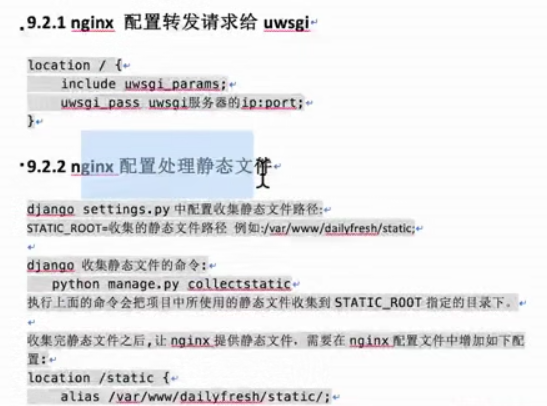 9.2.1 nginx 配置转发请求给 uwsgi
location / {
include uwsgi_params;
uwsgi_pass uwsgi服务器的ip:port;
}
9.2.2 nginx 配置处理静态文件
django settings.py 中配置收集静态文件路径:
STATIC_ROOT=收集的静态文件路径 例如:/var/www/dailyfresh/static;
django 收集静态文件的命令:
python manage.py collectstatic
执行上面的命令会把项目中所使用的静态文件收集到 STATIC_ROOT 指定的目录下。
收集完静态文件之后,让 nginx 提供静态文件，需要在 nginx 配置文件中增加如下配
置:
location /static {
alias /var/www/dailyfresh/static/;